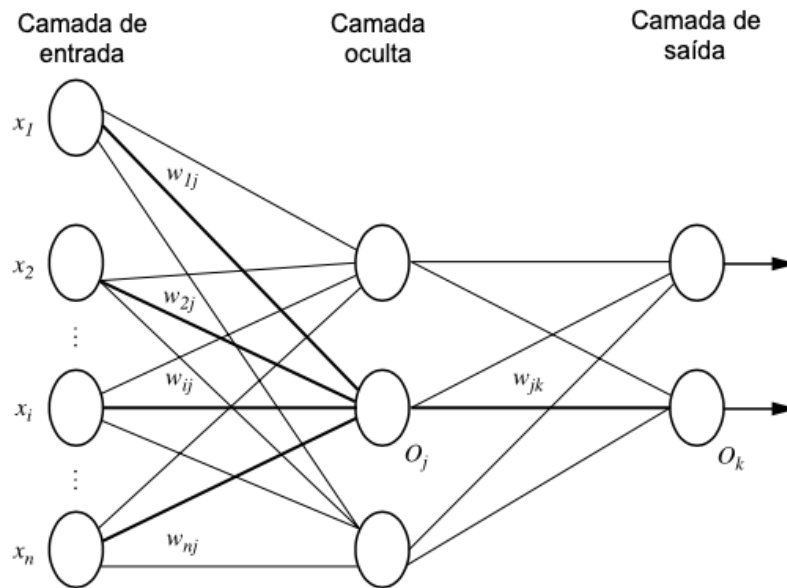 Camada de
entrada
Camada
oculta
Camada de
saída
x1
w1j
x2
w2j
⋮
wij
xi
wjk
Oj
Ok
⋮
xn
wnj